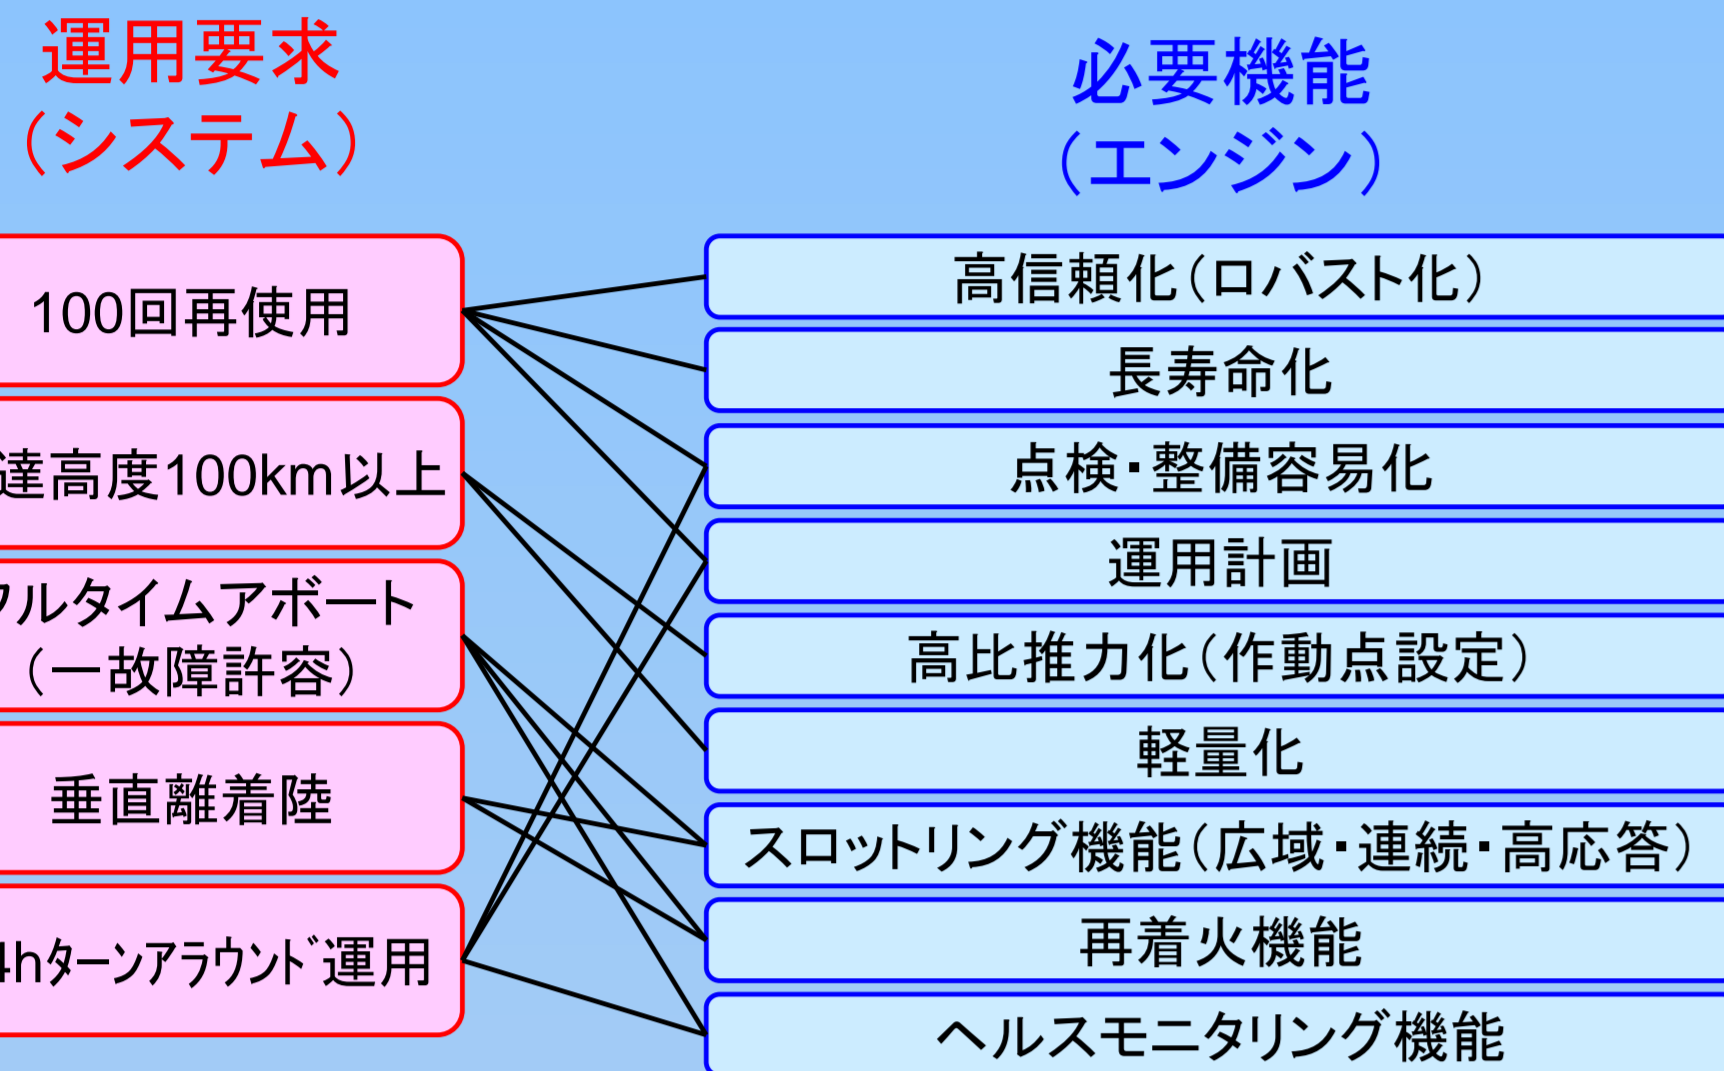 運用要求
（システム）
必要機能
（エンジン）
100回再使用
達高度100km以上
フルタイムアボート
（一故障許容）
垂直離着陸
4hﾀｰﾝｱﾗｳﾝﾄﾞ運用
高信頼化（ロバスト化）
長寿命化
点検・整備容易化
運用計画
高比推力化（作動点設定）
軽量化
スロットリング機能（広域・連続・高応答）
再着火機能
ヘルスモニタリング機能